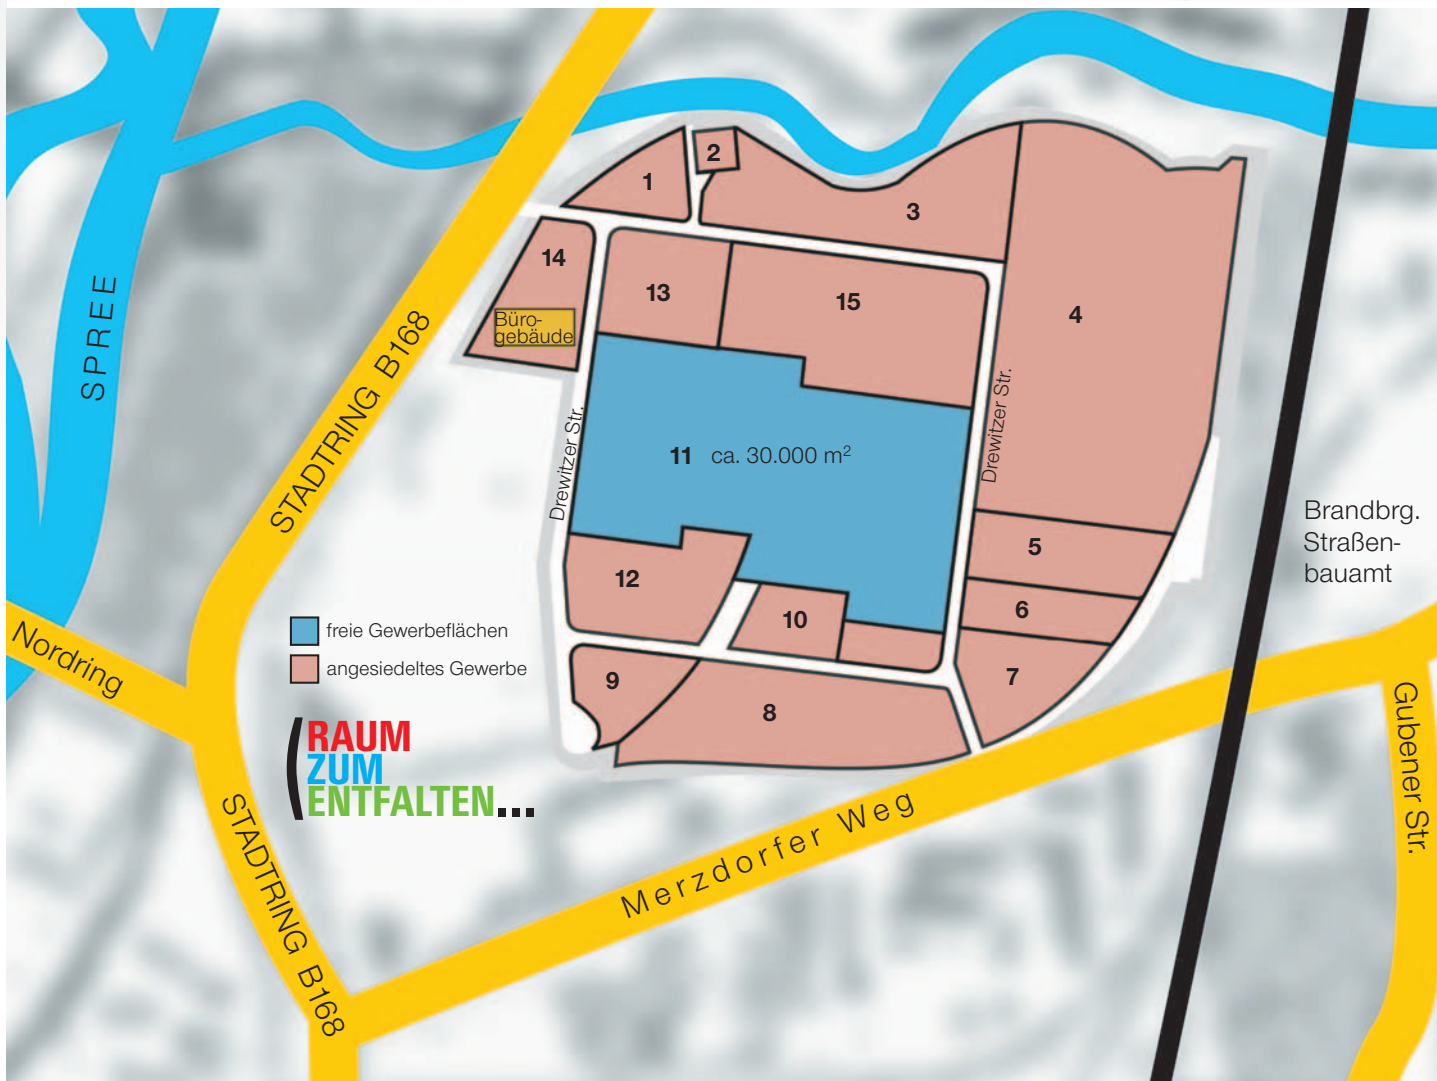 2
1
3
14
13
15
4
Büro-
gebäude
SPREE
STADTRING B168
Drewitzer Str.
Drewitzer Str.
11 ca. 30.000 m²
Brandbrg.
Straßen-
bauamt
5
12
6
10
freie Gewerbeflächen
angesiedeltes Gewerbe
Nordring
9
7
8
(RAUM
ZUM
ENTFALTEN...
Gubener Str.
Merzdorfer Weg
STADTRING B168